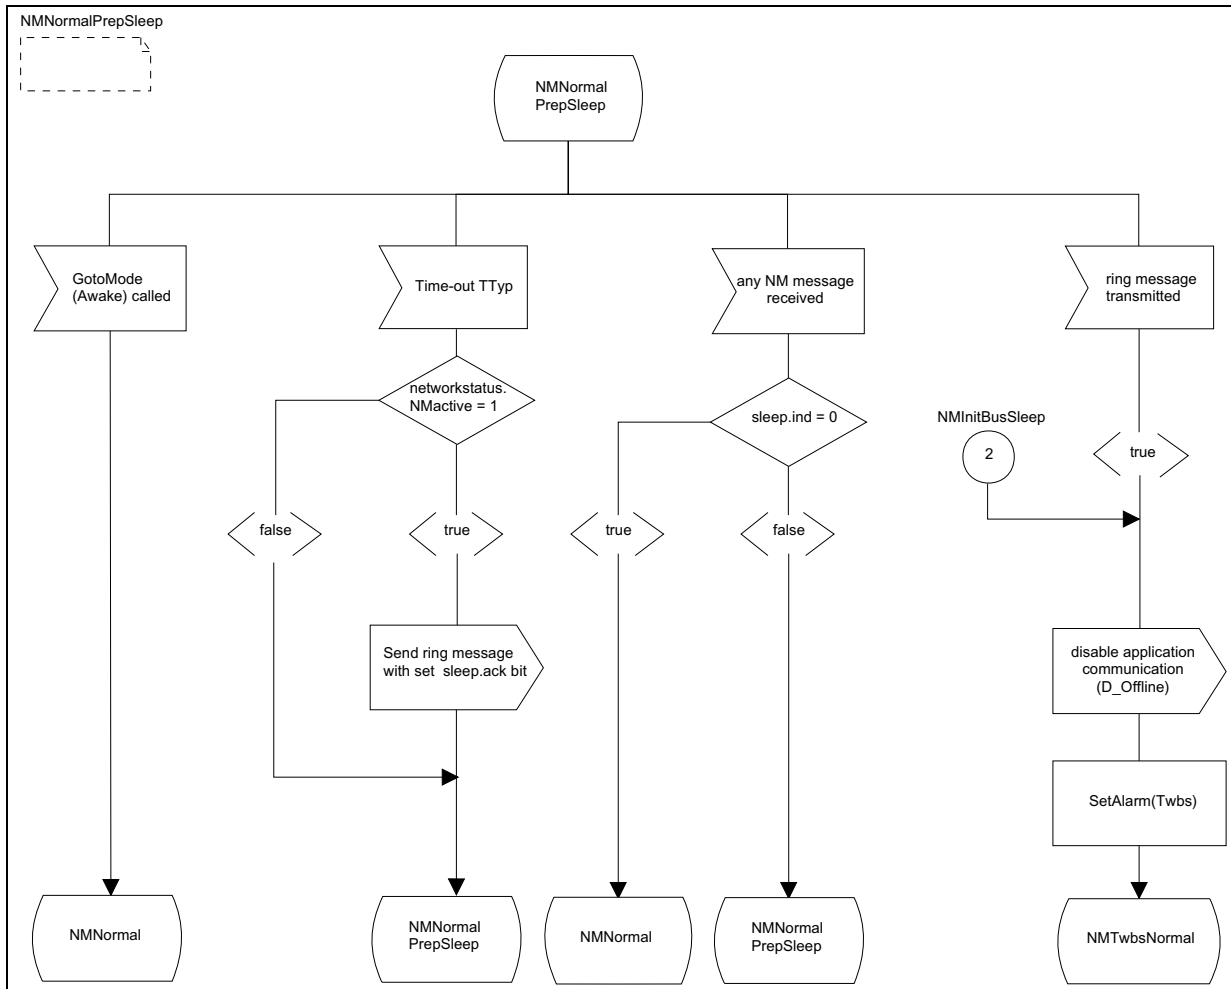 NMNormalPrepSleep
NMNormal
PrepSleep
GotoMode
(Awake) called
Time-out TTyp
any NM message
received
ring message
transmitted
networkstatus.
NMactive = 1
sleep.ind = 0
NMInitBusSleep
2
true
false
true
true
false
Send ring message
with set sleep.ack bit
disable application
communication
(D_Offline)
SetAlarm(Twbs)
NMNormal
NMNormal
PrepSleep
NMNormal
NMNormal
PrepSleep
NMTwbsNormal